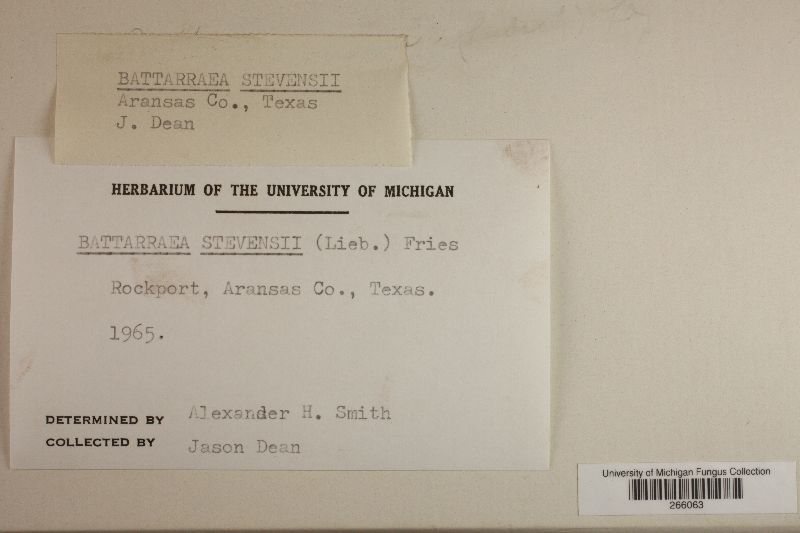 BATTARRAEA STEVENSII
Aransas Co., Texas
J. Dean
HERBARIUM OF THE UNIVERSITY OF MICHIGAN
BATTARRAEA STEVENSII (Lieb.) Fries
Rockport, Aransas Co., Texas.
1965.
DETERMINED BY Alexander H. Smith
COLLECTED BY Jason Dean
University of Michigan Fungus Collection
266063